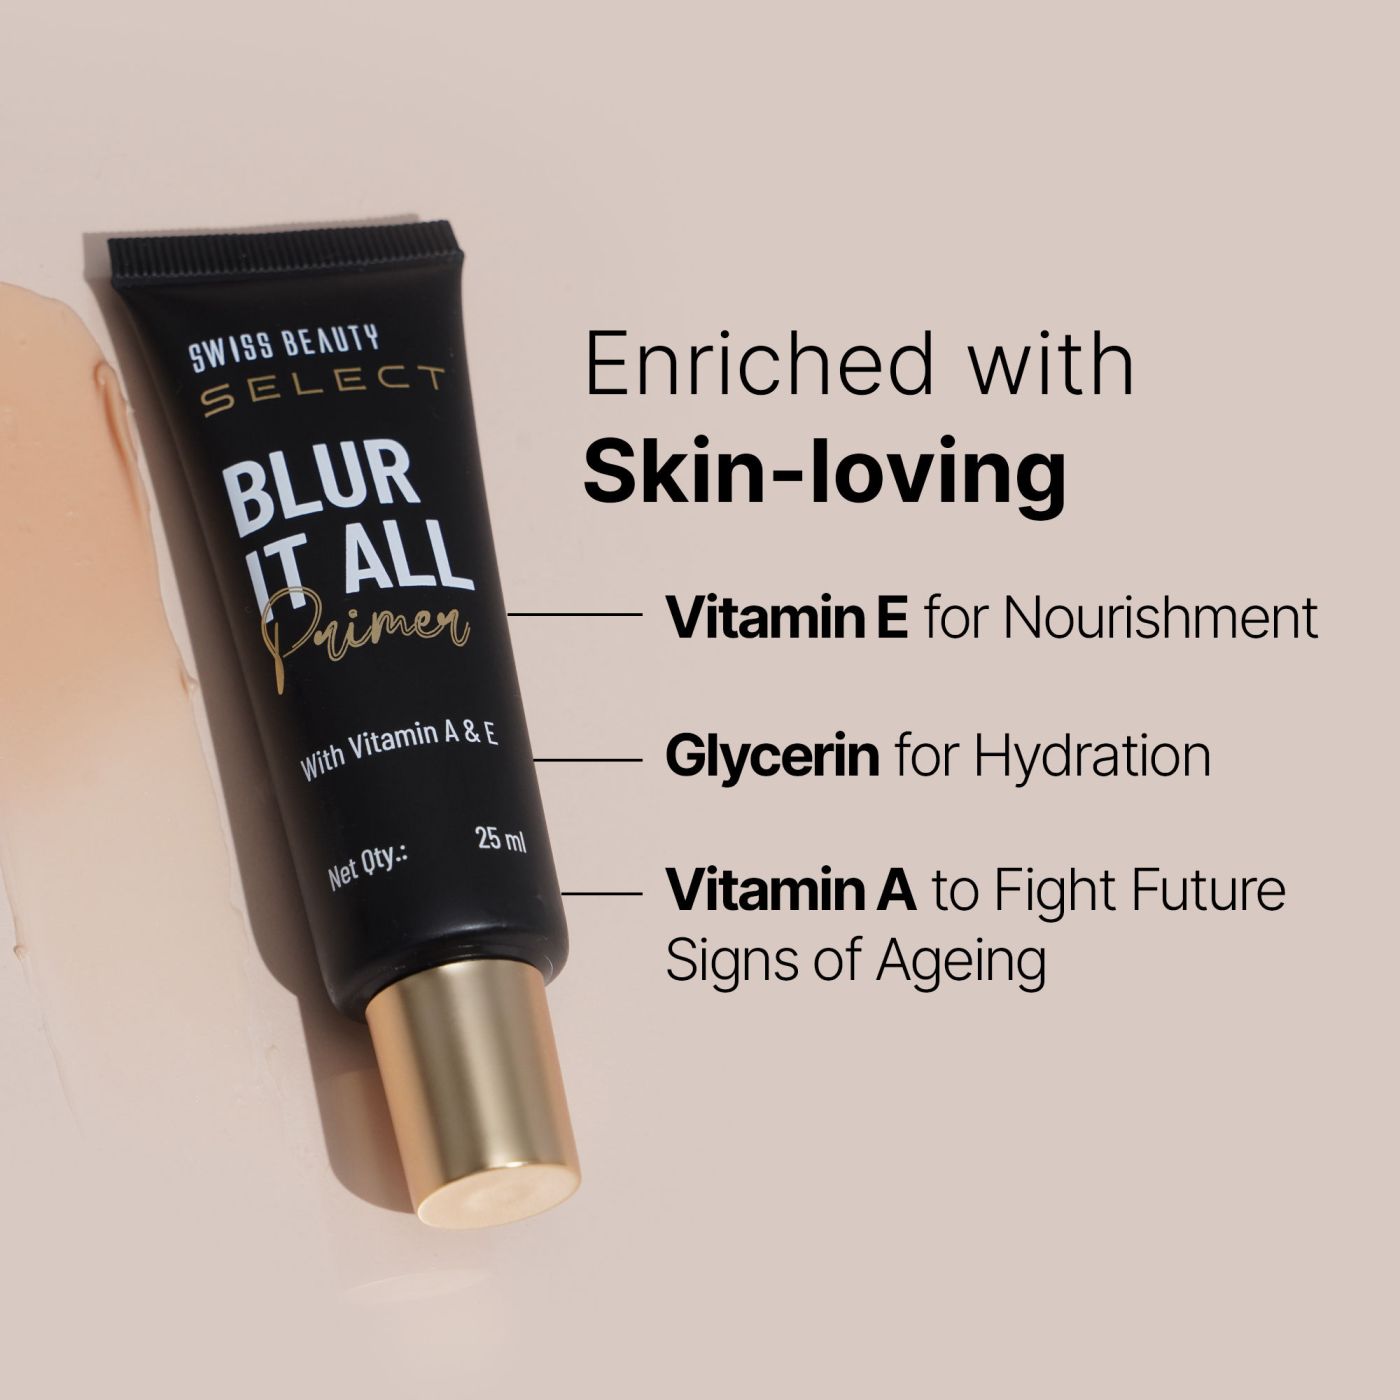 SWISS BEAUTY
SELECT
BLUR
IT ALL
Primer
With Vitamin A & E
Net Qty.: 25 ml
Enriched with
Skin-loving
Vitamin E for Nourishment
Glycerin for Hydration
Vitamin A to Fight Future
Signs of Ageing